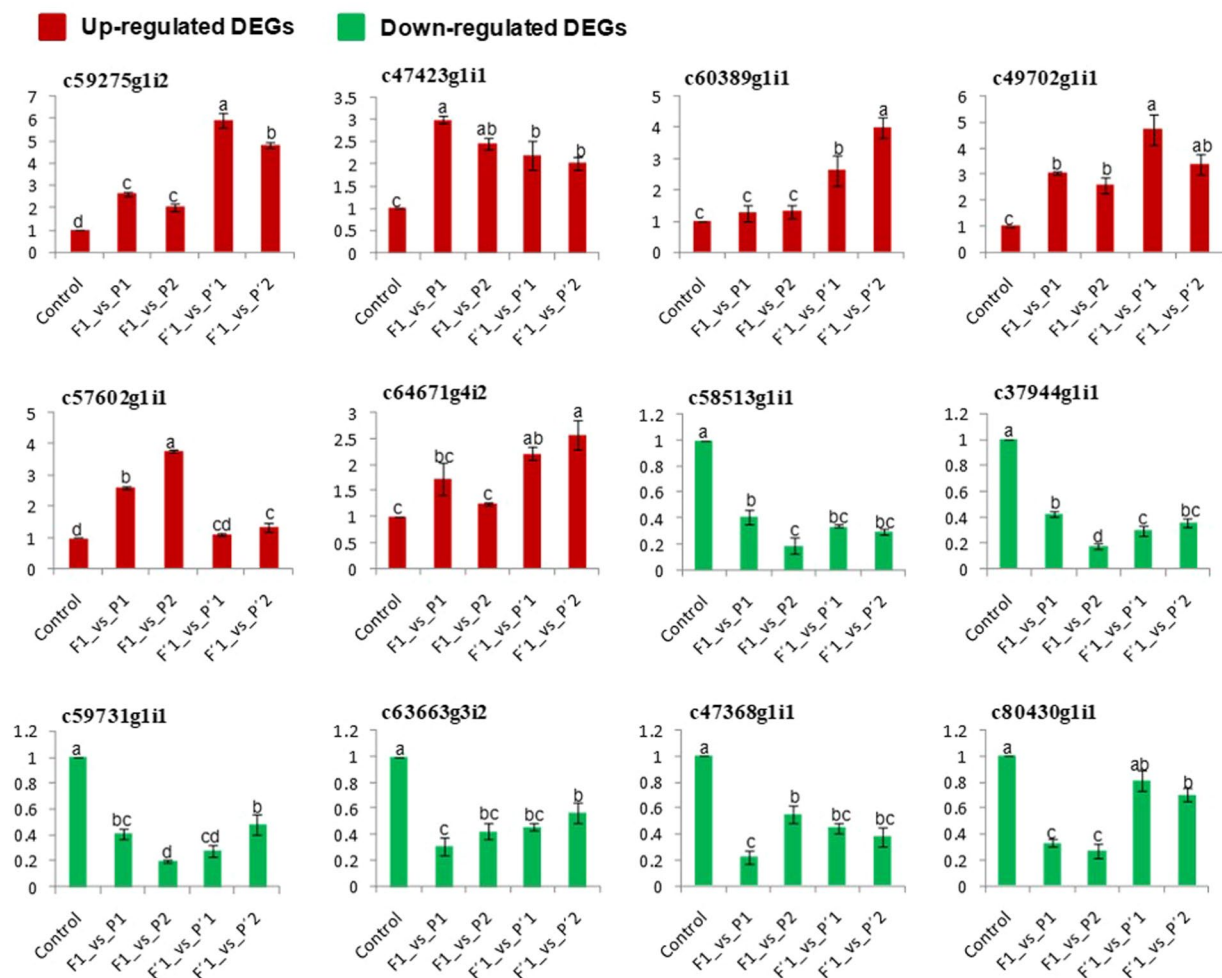 Up-regulated DEGs Down-regulated DEGs
c59275g1i2
7
6
5
4
3
2
1
0
d
c
c
a
b
Control
F1_vs_P1
F1_vs_P2
F´1_vs_P´1
F´1_vs_P´2
c47423g1i1
3.5
3
2.5
2
1.5
1
0.5
0
c
a
ab
b
b
Control
F1_vs_P1
F1_vs_P2
F´1_vs_P´1
F´1_vs_P´2
c60389g1i1
5
4
3
2
1
0
c
c
c
b
a
Control
F1_vs_P1
F1_vs_P2
F´1_vs_P´1
F´1_vs_P´2
c49702g1i1
6
5
4
3
2
1
0
c
b
b
a
ab
Control
F1_vs_P1
F1_vs_P2
F´1_vs_P´1
F´1_vs_P´2
c57602g1i1
5
4
3
2
1
0
d
b
a
cd
c
Control
F1_vs_P1
F1_vs_P2
F´1_vs_P´1
F´1_vs_P´2
c64671g4i2
3
2.5
2
1.5
1
0.5
0
c
bc
c
ab
a
Control
F1_vs_P1
F1_vs_P2
F´1_vs_P´1
F´1_vs_P´2
c58513g1i1
1.2
1
0.8
0.6
0.4
0.2
0
a
b
c
bc
bc
Control
F1_vs_P1
F1_vs_P2
F´1_vs_P´1
F´1_vs_P´2
c37944g1i1
1.2
1
0.8
0.6
0.4
0.2
0
a
b
d
c
bc
Control
F1_vs_P1
F1_vs_P2
F´1_vs_P´1
F´1_vs_P´2
c59731g1i1
1.2
1
0.8
0.6
0.4
0.2
0
a
bc
d
cd
b
Control
F1_vs_P1
F1_vs_P2
F´1_vs_P´1
F´1_vs_P´2
c63663g3i2
1.2
1
0.8
0.6
0.4
0.2
0
a
c
bc
bc
b
Control
F1_vs_P1
F1_vs_P2
F´1_vs_P´1
F´1_vs_P´2
c47368g1i1
1.2
1
0.8
0.6
0.4
0.2
0
a
c
b
bc
bc
Control
F1_vs_P1
F1_vs_P2
F´1_vs_P´1
F´1_vs_P´2
c80430g1i1
1.2
1
0.8
0.6
0.4
0.2
0
a
c
c
ab
b
Control
F1_vs_P1
F1_vs_P2
F´1_vs_P´1
F´1_vs_P´2